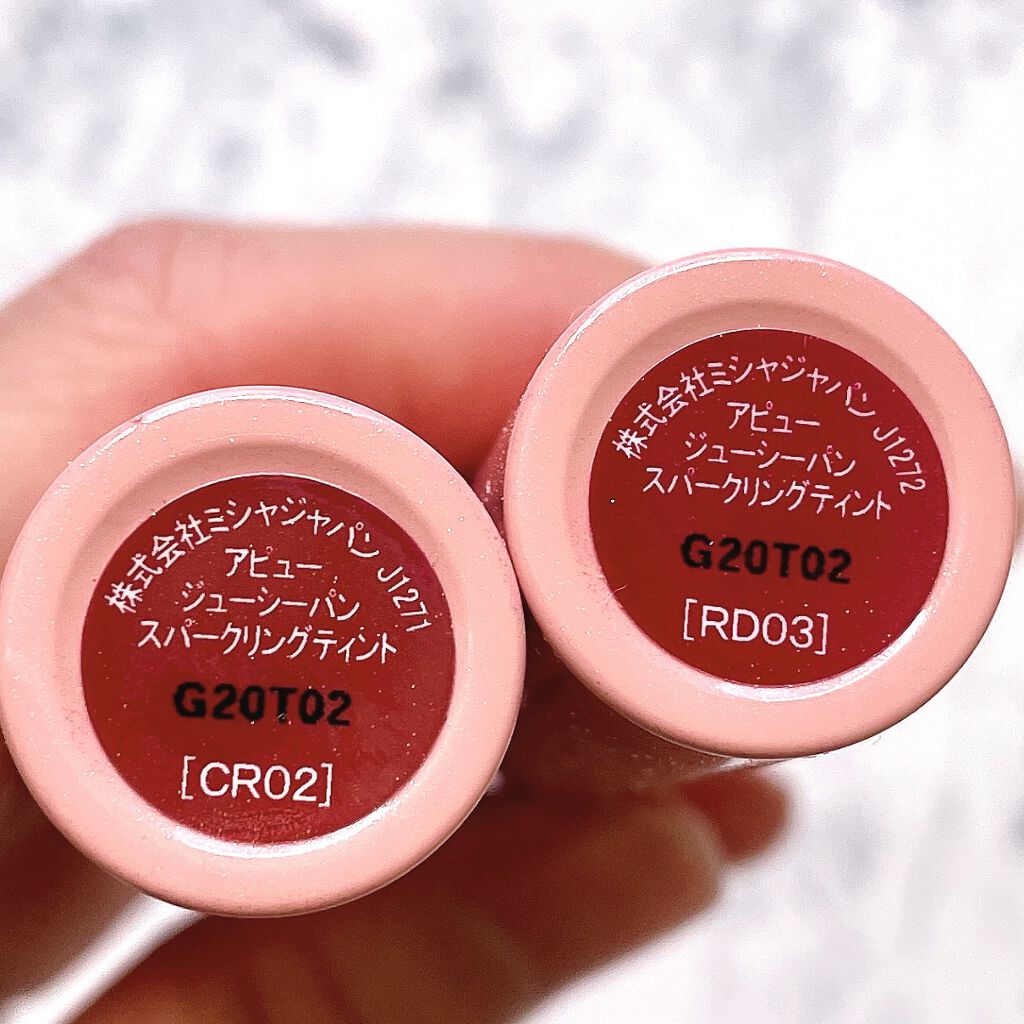 株式会社ミシャジャパン J1271
アピュー
ジューシーパン
スパークリングティント
G20T02
[CR02]
株式会社ミシャジャパン J1272
アピュー
ジューシーパン
スパークリングティント
G20T02
[RD03]